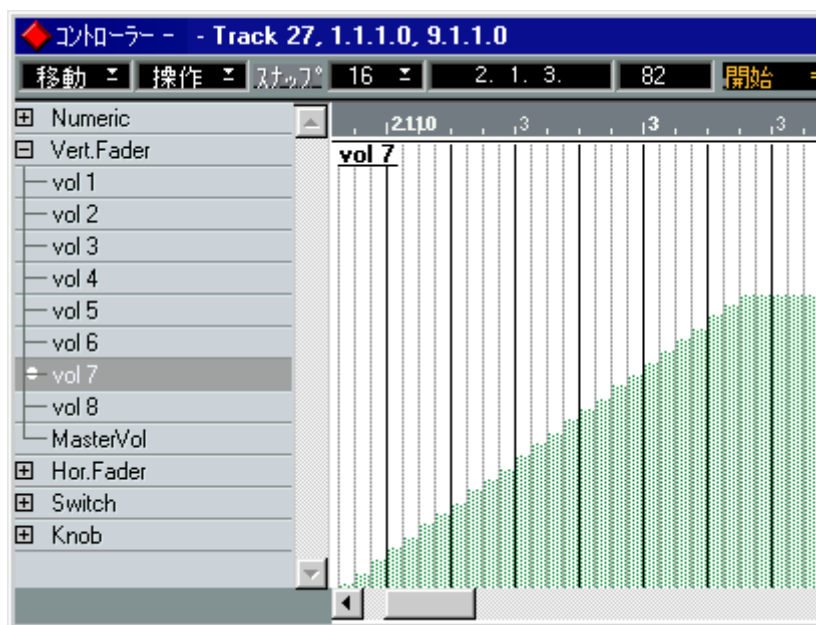 コントローラー - - Track 27, 1.1.1.0, 9.1.1.0
移動 操作 スナップ 16 2. 1. 3. 82 開始
Numeric
2.1.1.0 3 3 3
Vert.Fader
vol 7
vol 1
vol 2
vol 3
vol 4
vol 5
vol 6
vol 7
vol 8
MasterVol
Hor.Fader
Switch
Knob